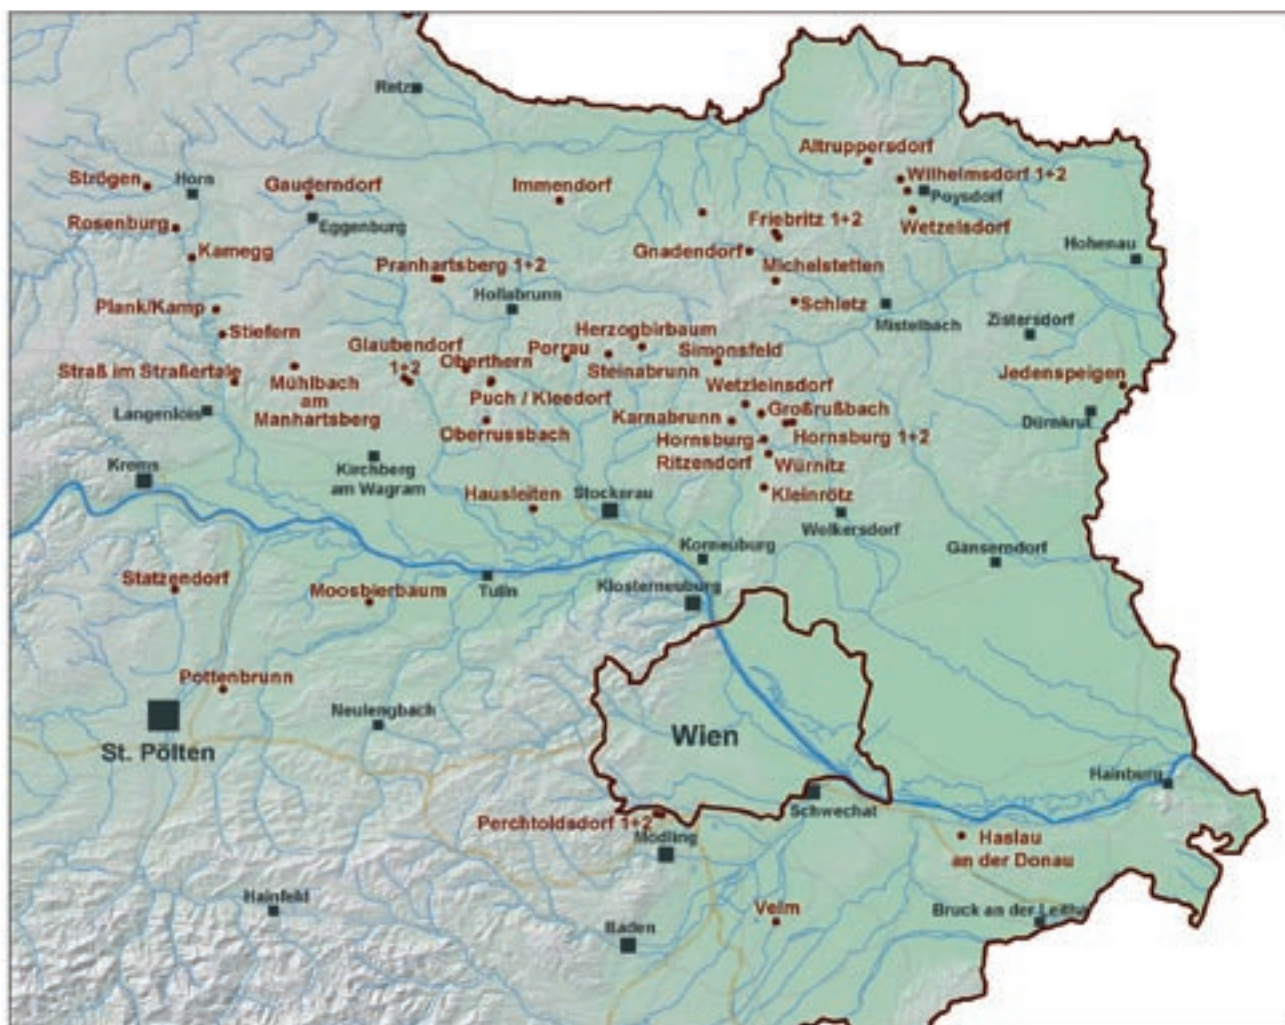 Retz
Altruppersdorf
Strögen
Horn
Gauderndorf
Immendorf
Wilhelmsdorf 1+2
Poysdorf
Rosenburg
Eggenburg
Friebritz 1+2
Wetzelsdorf
Hohenau
Kamegg
Gnadendorf
Pranhartsberg 1+2
Michelstetten
Hollabrunn
Plank/Kamp
Schletz
Mistelbach
Zistersdorf
Stiefern
Herzogbirbaum
Glaubendorf
1+2
Oberthern
Porrau
Simonsfeld
Steinabrunn
Straß im Straßertale
Mühlbach
am
Manhartsberg
Jedenspeigen
Wetzleinsdorf
Puch / Kleedorf
Langenlois
Karnabrunn
Großrußbach
Dürnkrut
Oberrussbach
Hornsburg
Hornsburg 1+2
Krems
Kirchberg
am Wagram
Ritzendorf
Würnitz
Hausleiten
Stockerau
Kleinrötz
Wolkersdorf
Korneuburg
Ganserndorf
Statzendorf
Moosbierbaum
Tulln
Klosterneuburg
Pottenbrunn
Neulengbach
St. Pölten
Wien
Hainburg
Schwechat
Perchtoldsdorf 1+2
Mödling
Haslau
an der Donau
Hainfeld
Velm
Bruck an der Leitha
Baden